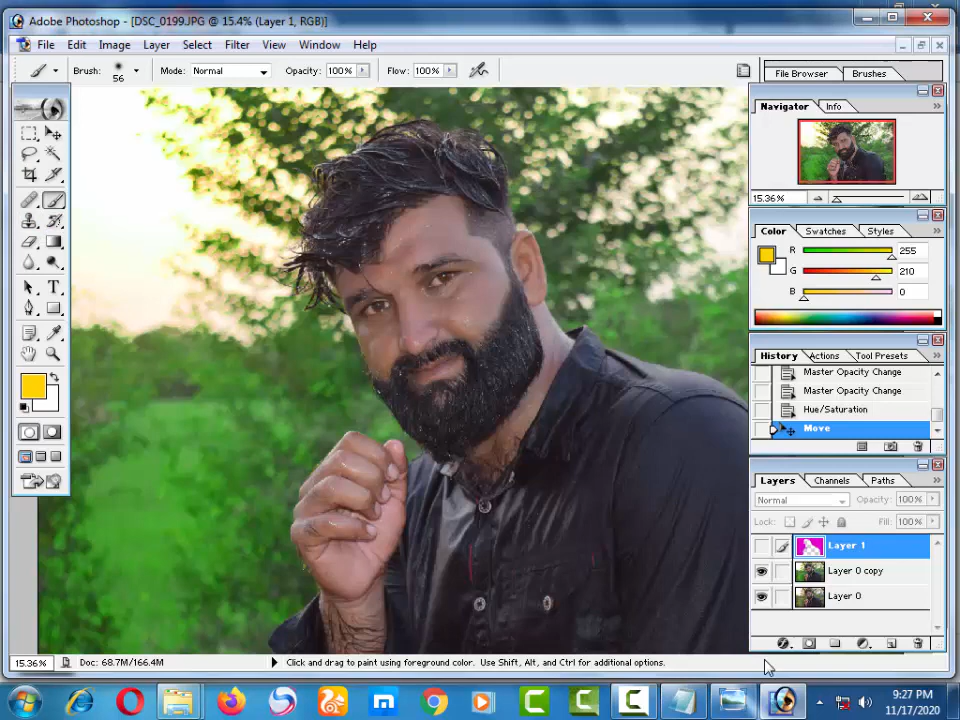 Adobe Photoshop - [DSC_0199.JPG @ 15.4% (Layer 1, RGB)]
File Edit Image Layer Select Filter View Window Help
Brush: 56 Mode: Normal Opacity: 100% Flow: 100% File Browser Brushes
Navigator Info
15.36%
Color Swatches Styles
R 255
G 210
B 0
History Actions Tool Presets
Master Opacity Change
Master Opacity Change
Hue/Saturation
Move
Layers Channels Paths
Normal Opacity: 100%
Lock: Fill: 100%
Layer 1
Layer 0 copy
Layer 0
15.36% Doc: 68.7M/166.4M Click and drag to paint using foreground color. Use Shift, Alt, and Ctrl for additional options.
9:27 PM
11/17/2020